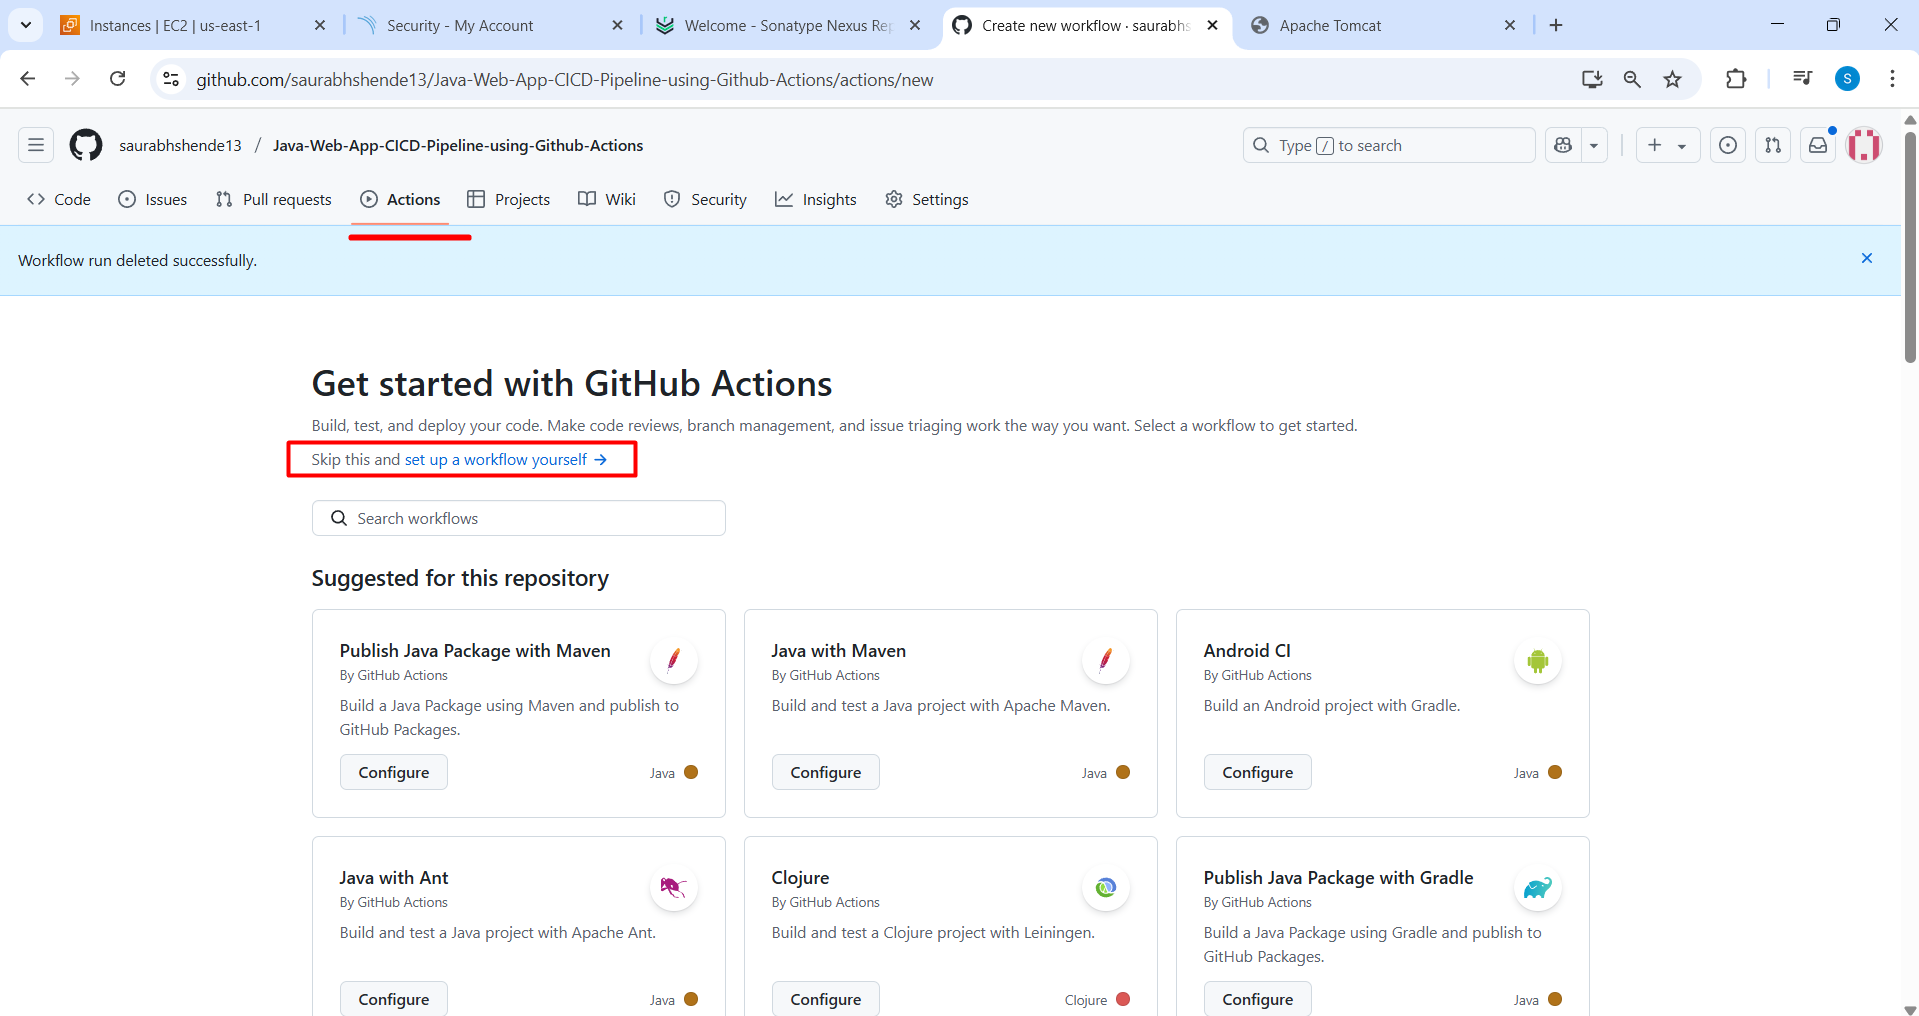 Instances | EC2 | us-east-1
Security - My Account
Welcome - Sonatype Nexus Rep
Create new workflow · saurabhs
Apache Tomcat
github.com/saurabhshende13/Java-Web-App-CICD-Pipeline-using-Github-Actions/actions/new
S
saurabhshende13 / Java-Web-App-CICD-Pipeline-using-Github-Actions
Type / to search
Code Issues Pull requests Actions Projects Wiki Security Insights Settings
Workflow run deleted successfully.
Get started with GitHub Actions
Build, test, and deploy your code. Make code reviews, branch management, and issue triaging work the way you want. Select a workflow to get started.
Skip this and set up a workflow yourself →
Search workflows
Suggested for this repository
Publish Java Package with Maven
By GitHub Actions
Build a Java Package using Maven and publish to
GitHub Packages.
Configure
Java
Java with Maven
By GitHub Actions
Build and test a Java project with Apache Maven.
Configure
Java
Android CI
By GitHub Actions
Build an Android project with Gradle.
Configure
Java
Java with Ant
By GitHub Actions
Build and test a Java project with Apache Ant.
Configure
Java
Clojure
By GitHub Actions
Build and test a Clojure project with Leiningen.
Configure
Clojure
Publish Java Package with Gradle
By GitHub Actions
Build a Java Package using Gradle and publish to
GitHub Packages.
Configure
Java